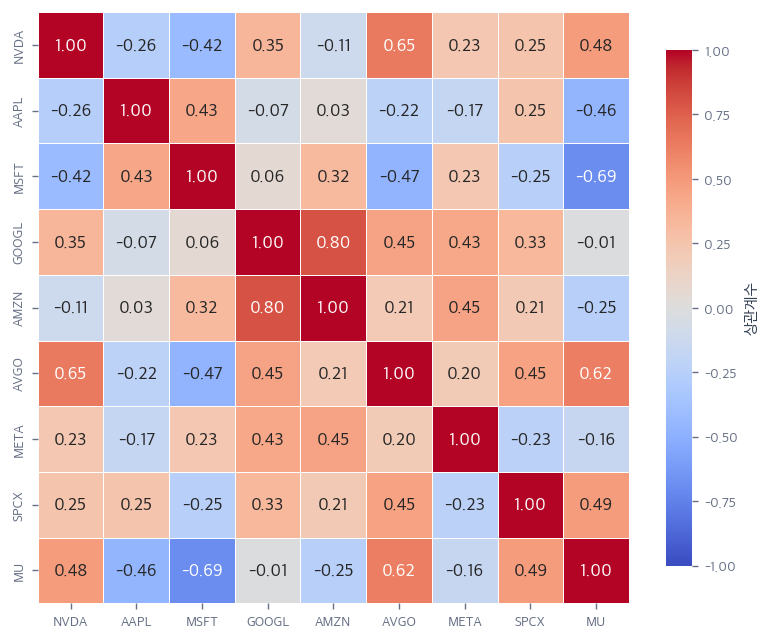 NVDA 1.00 -0.26 -0.42 0.35 -0.11 0.65 0.23 0.25 0.48
AAPL -0.26 1.00 0.43 -0.07 0.03 -0.22 -0.17 0.25 -0.46
MSFT -0.42 0.43 1.00 0.06 0.32 -0.47 0.23 -0.25 -0.69
GOOGL 0.35 -0.07 0.06 1.00 0.80 0.45 0.43 0.33 -0.01
AMZN -0.11 0.03 0.32 0.80 1.00 0.21 0.45 0.21 -0.25
AVGO 0.65 -0.22 -0.47 0.45 0.21 1.00 0.20 0.45 0.62
META 0.23 -0.17 0.23 0.43 0.45 0.20 1.00 -0.23 -0.16
SPCX 0.25 0.25 -0.25 0.33 0.21 0.45 -0.23 1.00 0.49
MU 0.48 -0.46 -0.69 -0.01 -0.25 0.62 -0.16 0.49 1.00
NVDA AAPL MSFT GOOGL AMZN AVGO META SPCX MU
1.00
0.75
0.50
0.25
0.00
-0.25
-0.50
-0.75
-1.00
상관계수